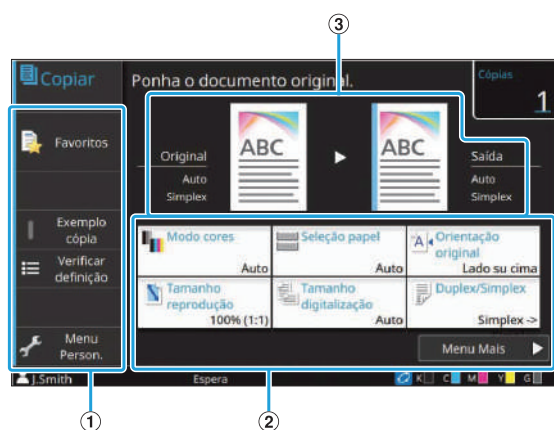 3
Copiar
Ponha o documento original.
Cópias
1
Favoritos
Exemplo
cópia
Verificar
definição
Menu
Person.
Original
Auto
Simplex
ABC
ABC
Saída
Auto
Simplex
Modo cores
Auto
Seleção papel
Auto
Orientação
original
Lado su cima
Tamanho
reprodução
100% (1:1)
Tamanho
digitalização
Auto
Duplex/Simplex
Simplex ->
Menu Mais
J.Smith
Espera
K C M Y G
1
2